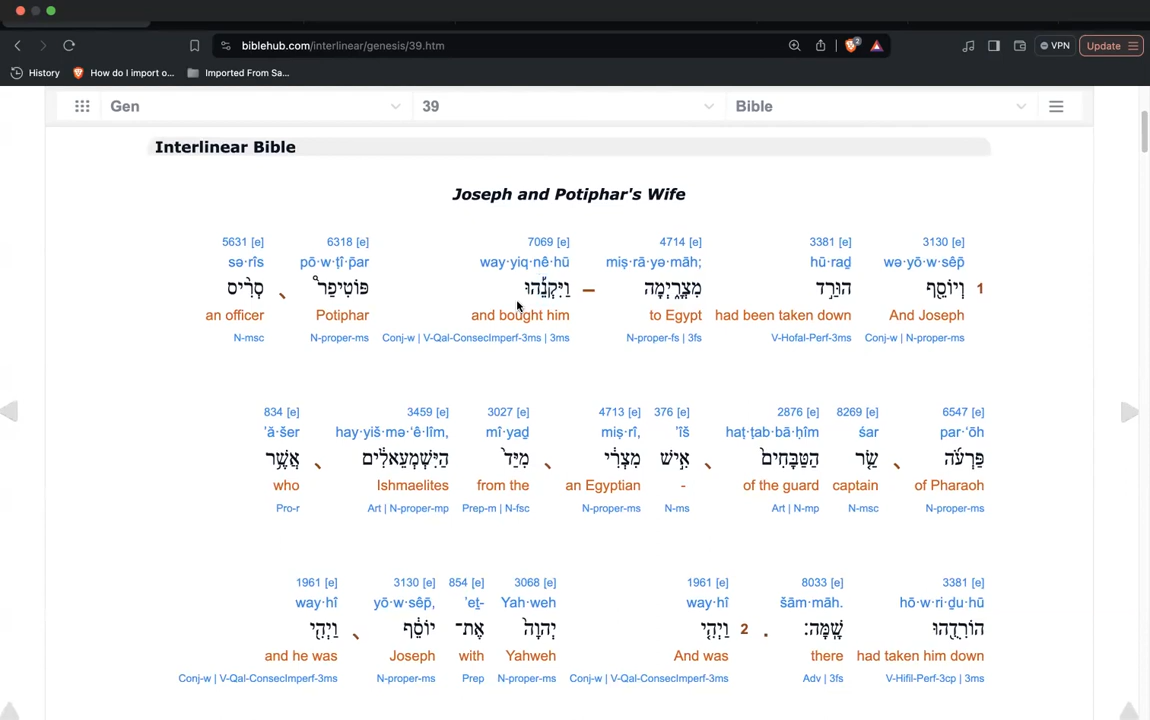 biblehub.com/interlinear/genesis/39.htm
2
VPN
Update
History
How do I import o...
Imported From Sa...
Gen
39
Bible
Interlinear Bible
Joseph and Potiphar's Wife
5631 [e] 6318 [e] 7069 [e] 4714 [e] 3381 [e] 3130 [e]
sə·rîs pō·w·ṭî·p̄ar way·yiq·nê·hū miṣ·rā·yə·māh; hū·raḏ wə·yō·w·sêp̄
1 וְיוֹסֵ֖ף הוּרַ֣ד מִצְרָ֑יְמָה – וַיִּקְנֵ֡הוּ פּוֹטִיפַר֩ 、 סְרִ֨יס
an officer Potiphar and bought him to Egypt had been taken down And Joseph
N-msc N-proper-ms Conj-w | V-Qal-ConsecImperf-3ms | 3ms N-proper-fs | 3fs V-Hofal-Perf-3ms Conj-w | N-proper-ms
834 [e] 3459 [e] 3027 [e] 4713 [e] 376 [e] 2876 [e] 8269 [e] 6547 [e]
’ă·šer hay·yiš·mə·‘ê·lîm, mî·yaḏ miṣ·rî, ’îš haṭ·ṭab·bā·ḥîm śar par·‘ōh
פַּרְעֹ֜ה 、 שַׂ֤ר הַטַּבָּחִים֙ 、 אִ֣ישׁ מִצְרִ֔י 、 מִיַּד֙ הַיִּשְׁמְעֵאלִ֔ים 、 אֲשֶׁ֥ר
who Ishmaelites from the an Egyptian - of the guard captain of Pharaoh
Pro-r Art | N-proper-mp Prep-m | N-fsc N-proper-ms N-ms Art | N-mp N-msc N-proper-ms
1961 [e] 3130 [e] 854 [e] 3068 [e] 1961 [e] 8033 [e] 3381 [e]
way·hî yō·w·sêp̄, ’eṯ- Yah·weh way·hî šām·māh. hō·w·ri·ḏu·hū
הוֹרִדֻ֖הוּ שָֽׁמָּה׃ . 2 וַיְהִ֤י יְהוָה֙ אֶת־ יוֹסֵ֔ף 、 וַיְהִ֖י
and he was Joseph with Yahweh And was there had taken him down
Conj-w | V-Qal-ConsecImperf-3ms N-proper-ms Prep N-proper-ms Conj-w | V-Qal-ConsecImperf-3ms Adv | 3fs V-Hifil-Perf-3cp | 3ms